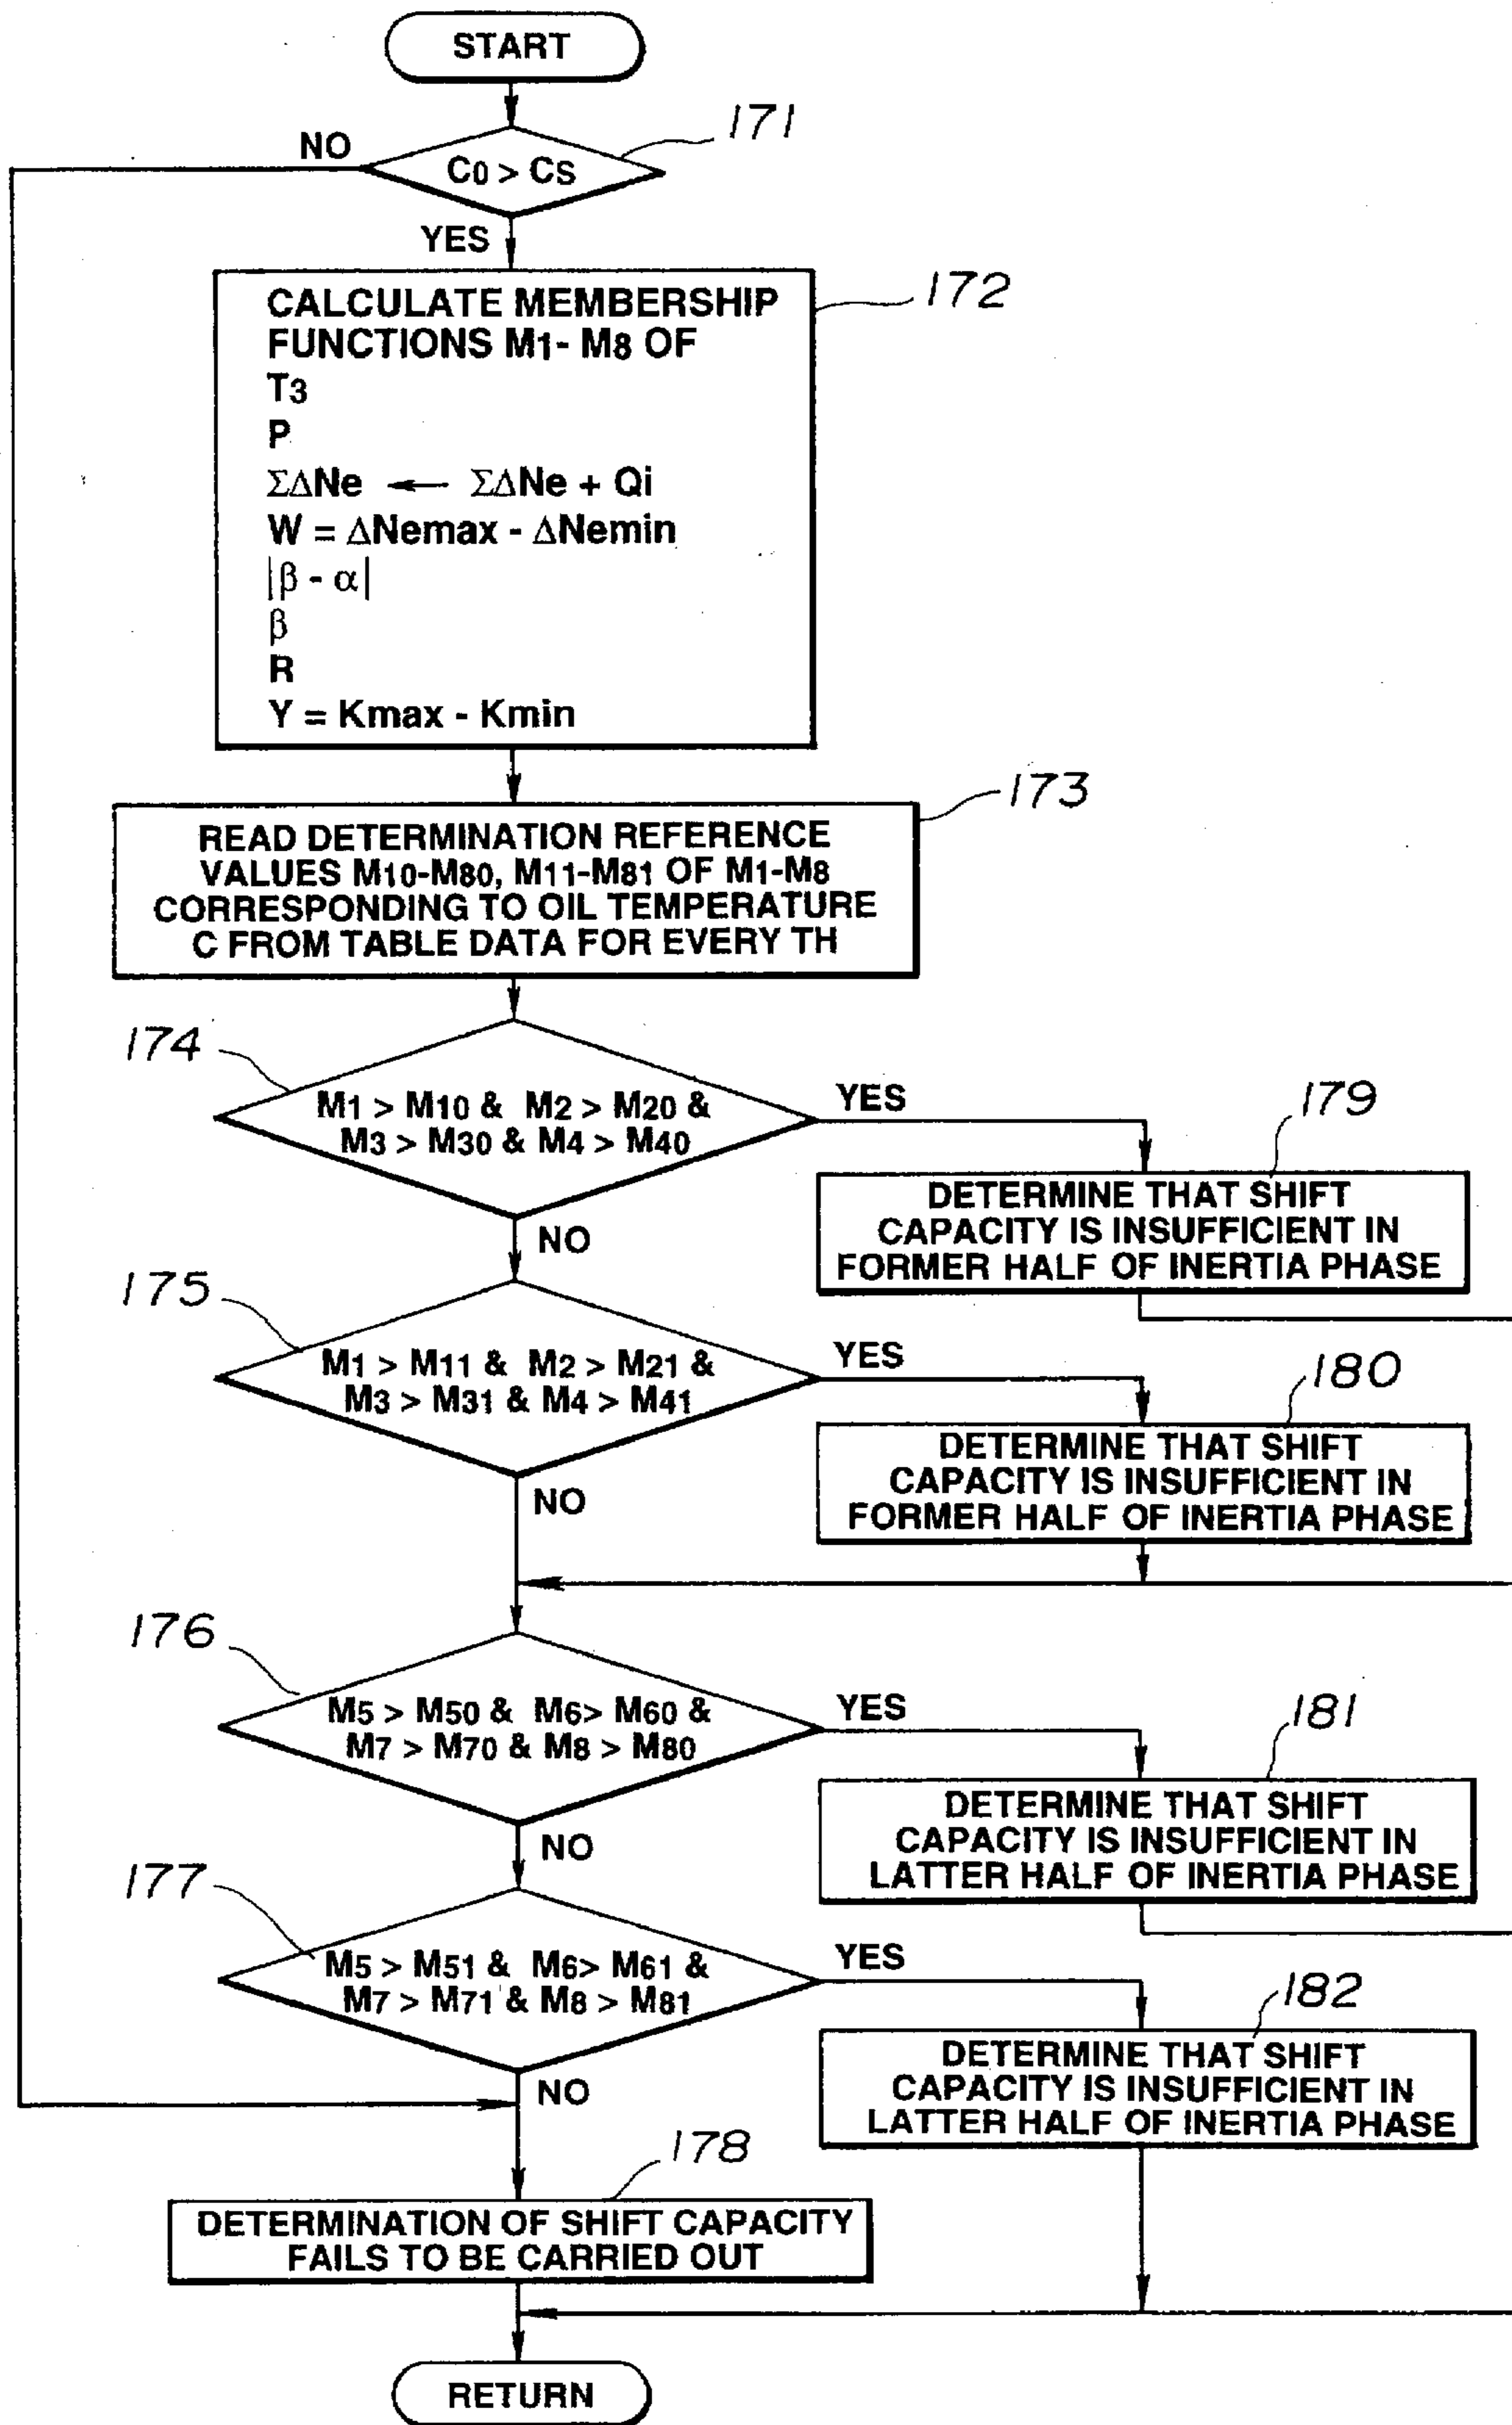 START
171
NO
C0 > CS
YES
172
CALCULATE MEMBERSHIP
FUNCTIONS M1- M8 OF
T3
P
ΣΔNe ← ΣΔNe + Qi
W = ΔNemax - ΔNemin
|β - α|
β
R
Y = Kmax - Kmin
173
READ DETERMINATION REFERENCE
VALUES M10-M80, M11-M81 OF M1-M8
CORRESPONDING TO OIL TEMPERATURE
C FROM TABLE DATA FOR EVERY TH
174
M1 > M10 & M2 > M20 &
M3 > M30 & M4 > M40
YES
179
DETERMINE THAT SHIFT
CAPACITY IS INSUFFICIENT IN
FORMER HALF OF INERTIA PHASE
NO
175
M1 > M11 & M2 > M21 &
M3 > M31 & M4 > M41
YES
180
DETERMINE THAT SHIFT
CAPACITY IS INSUFFICIENT IN
FORMER HALF OF INERTIA PHASE
NO
176
M5 > M50 & M6> M60 &
M7 > M70 & M8 > M80
YES
181
DETERMINE THAT SHIFT
CAPACITY IS INSUFFICIENT IN
LATTER HALF OF INERTIA PHASE
NO
177
M5 > M51 & M6> M61 &
M7 > M71 & M8 > M81
YES
182
DETERMINE THAT SHIFT
CAPACITY IS INSUFFICIENT IN
LATTER HALF OF INERTIA PHASE
NO
178
DETERMINATION OF SHIFT CAPACITY
FAILS TO BE CARRIED OUT
RETURN